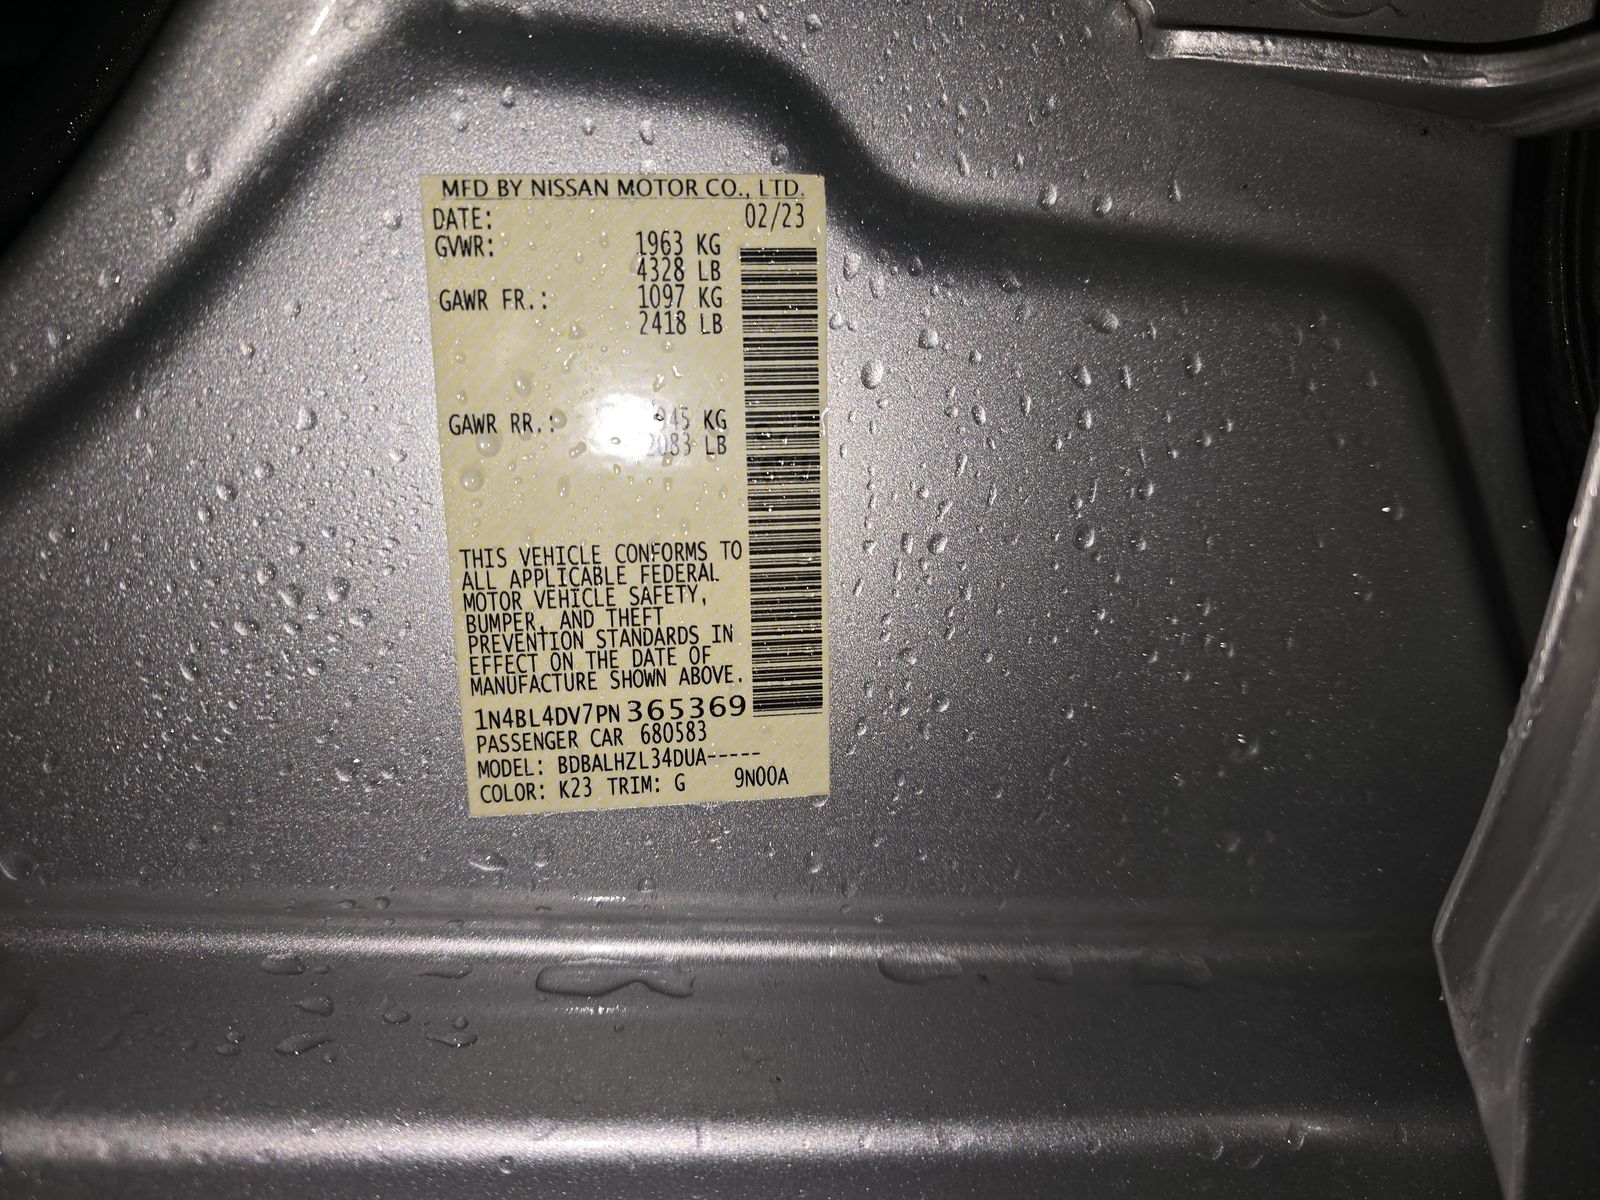 MFD BY NISSAN MOTOR CO., LTD.
DATE: 02/23
GVWR: 1963 KG
4328 LB
GAWR FR.: 1097 KG
2418 LB
GAWR RR.: 945 KG
2083 LB
THIS VEHICLE CONFORMS TO
ALL APPLICABLE FEDERAL
MOTOR VEHICLE SAFETY,
BUMPER, AND THEFT
PREVENTION STANDARDS IN
EFFECT ON THE DATE OF
MANUFACTURE SHOWN ABOVE.
1N4BL4DV7PN365369
PASSENGER CAR 680583
MODEL: BDBALHZL34DUA-----
COLOR: K23 TRIM: G 9N00A